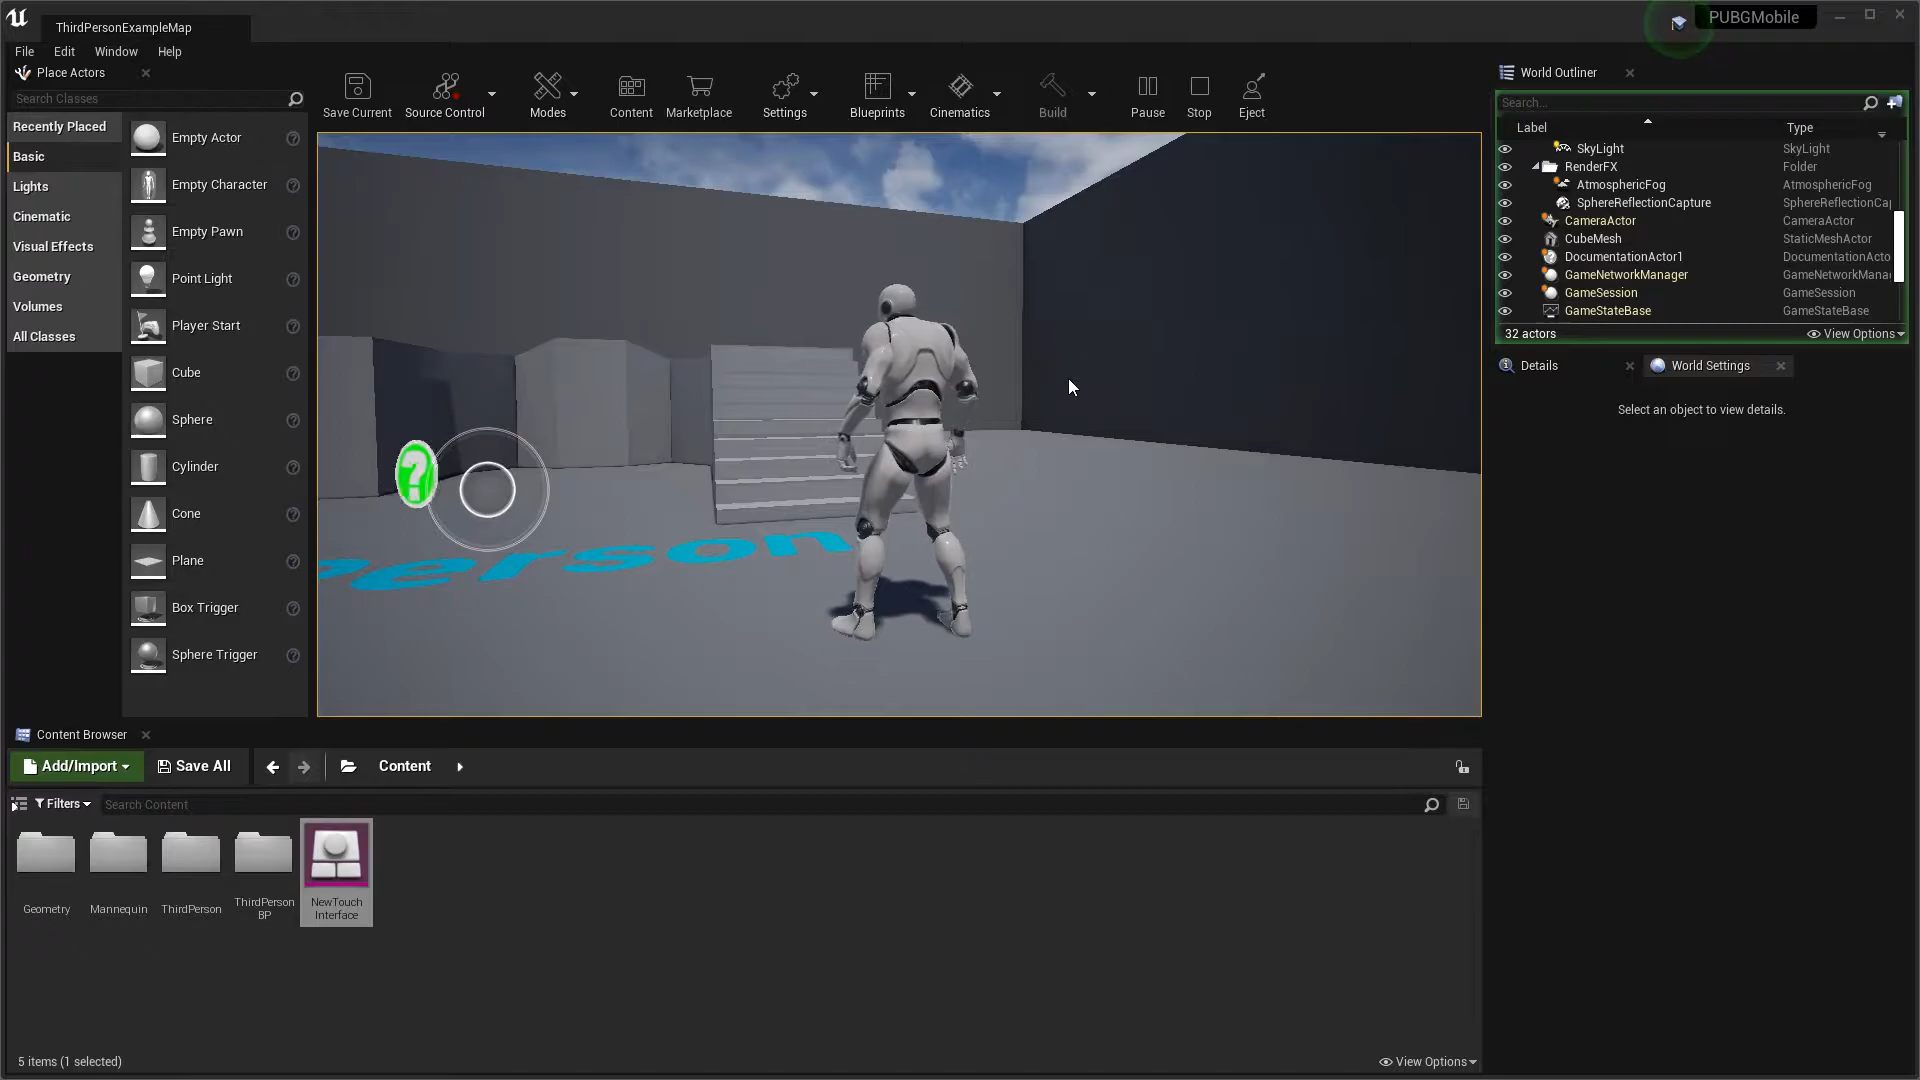 ThirdPersonExampleMap
PUBGMobile
File Edit Window Help
Place Actors
Search Classes
Recently Placed
Basic
Lights
Cinematic
Visual Effects
Geometry
Volumes
All Classes
Empty Actor
Empty Character
Empty Pawn
Point Light
Player Start
Cube
Sphere
Cylinder
Cone
Plane
Box Trigger
Sphere Trigger
Save Current Source Control Modes Content Marketplace Settings Blueprints Cinematics Build Pause Stop Eject
?
Person
World Outliner
Search...
Label Type
SkyLight SkyLight
RenderFX Folder
AtmosphericFog AtmosphericFog
SphereReflectionCapture SphereReflectionCap
CameraActor CameraActor
CubeMesh StaticMeshActor
DocumentationActor1 DocumentationActo
GameNetworkManager GameNetworkMana
GameSession GameSession
GameStateBase GameStateBase
32 actors View Options
Details World Settings
Select an object to view details.
Content Browser
Add/Import Save All Content
Filters Search Content
Geometry
Mannequin
ThirdPerson
ThirdPerson
BP
NewTouch
Interface
5 items (1 selected) View Options